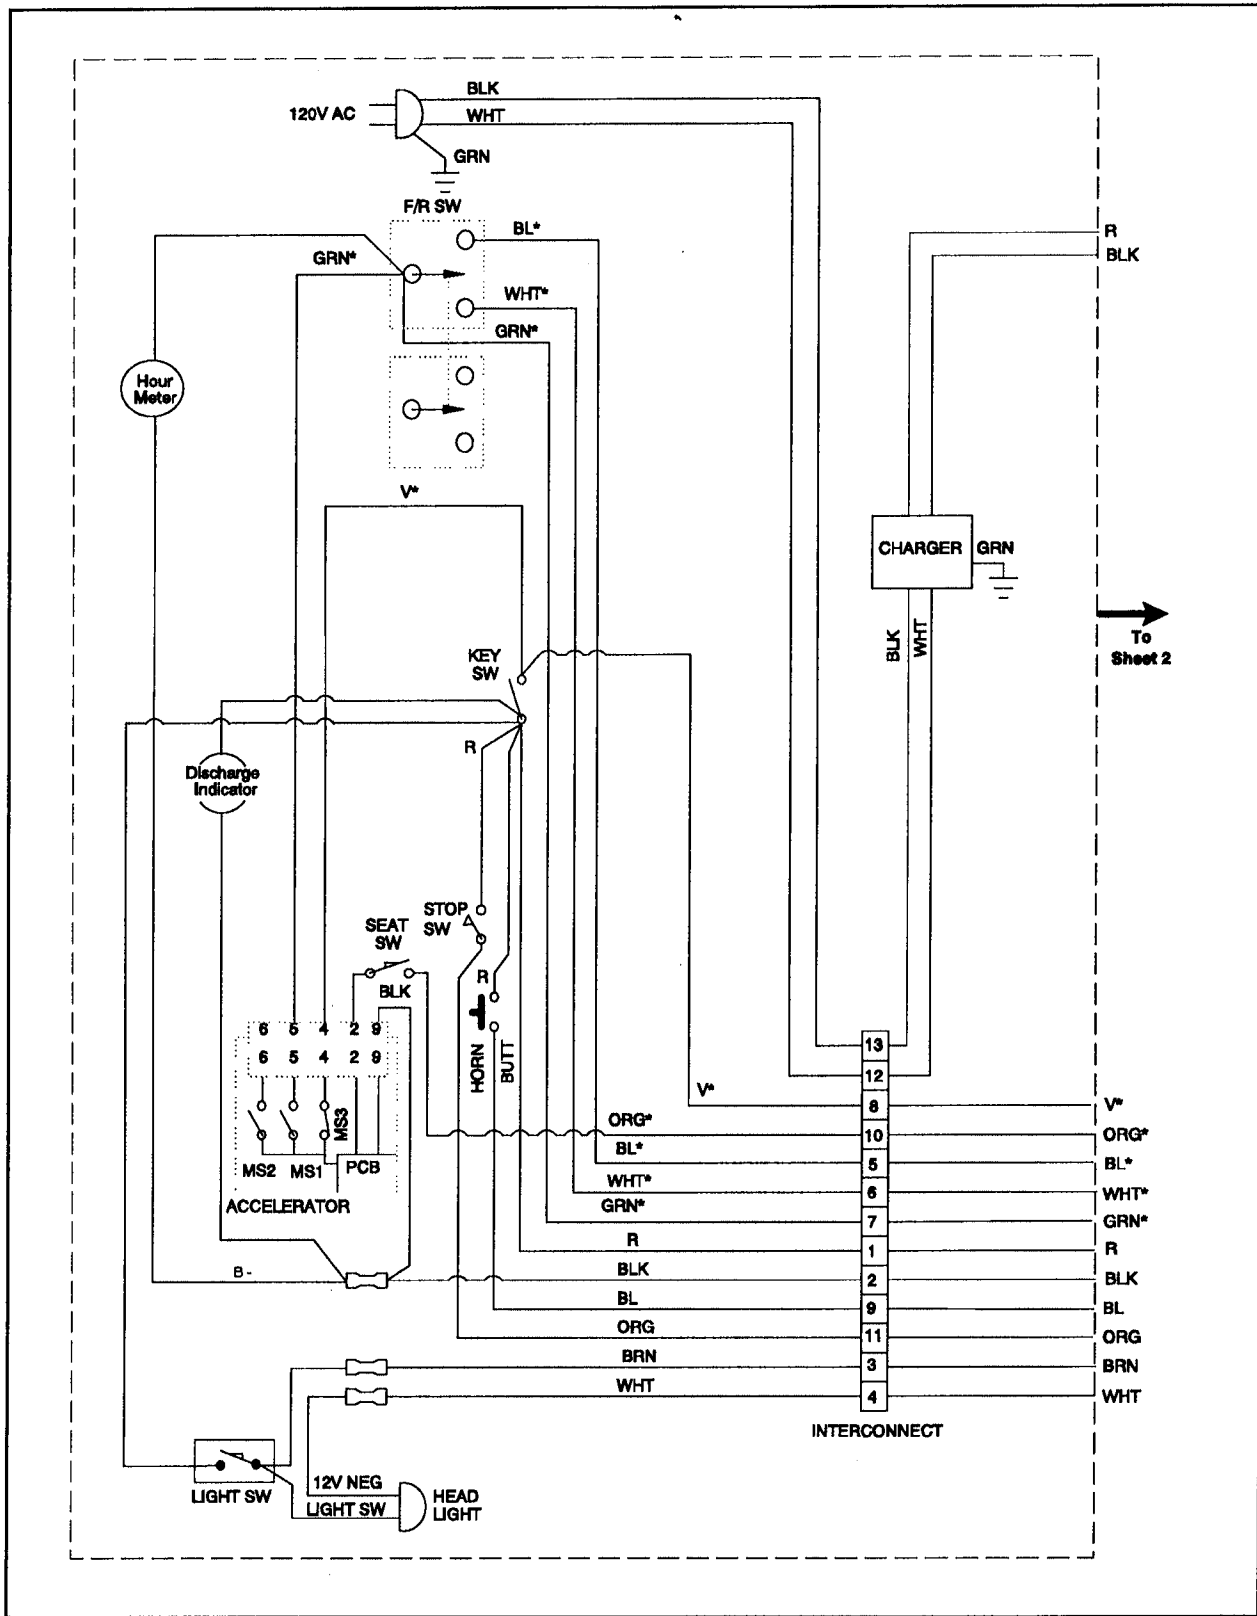 BLK
120V AC
WHT
GRN
F/R SW
BL*
R
BLK
GRN*
WHT*
GRN*
Hour
Meter
V*
CHARGER
GRN
BLK
WHT
To
Sheet 2
KEY
SW
R
Discharge
Indicator
STOP
SW
SEAT
SW
BLK
R
6 5 4 2 9
6 5 4 2 9
HORN
BUTT
MS3
MS2
MS1
PCB
ACCELERATOR
13
12
V*
8
V*
ORG*
10
ORG*
BL*
5
BL*
WHT*
6
WHT*
GRN*
7
GRN*
R
1
R
B-
BLK
2
BLK
BL
9
BL
ORG
11
ORG
BRN
3
BRN
WHT
4
WHT
INTERCONNECT
LIGHT SW
12V NEG
LIGHT SW
HEAD
LIGHT